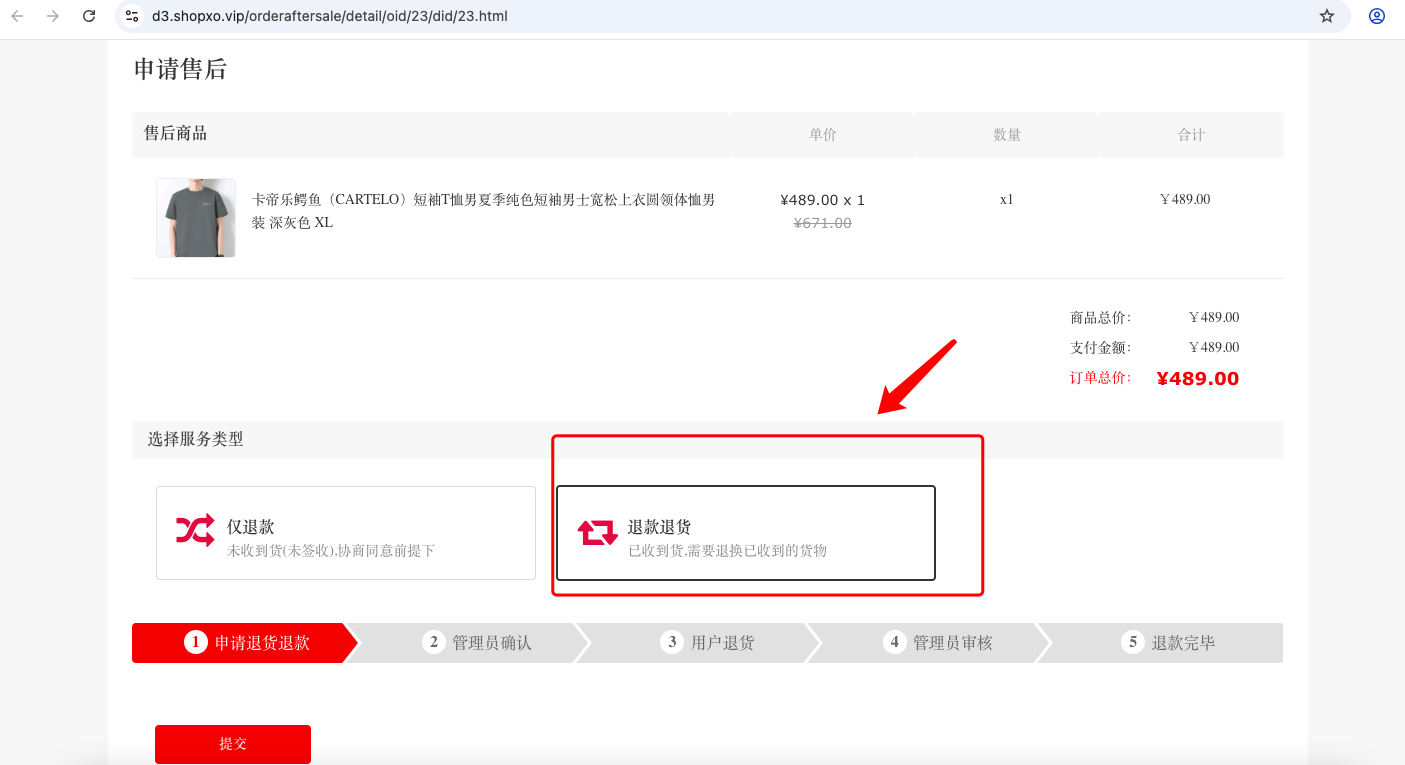 d3.shopxo.vip/orderaftersale/detail/oid/23/did/23.html
申请售后
售后商品 单价 数量 合计
卡帝乐鳄鱼（CARTELO）短袖T恤男夏季纯色短袖男士宽松上衣圆领体恤男 ¥489.00 x 1 x1 ￥489.00
装 深灰色 XL ¥671.00
商品总价： ￥489.00
支付金额： ￥489.00
订单总价： ¥489.00
选择服务类型
仅退款 退款退货
未收到货(未签收),协商同意前提下 已收到货,需要退换已收到的货物
1 申请退货退款 2 管理员确认 3 用户退货 4 管理员审核 5 退款完毕
提交